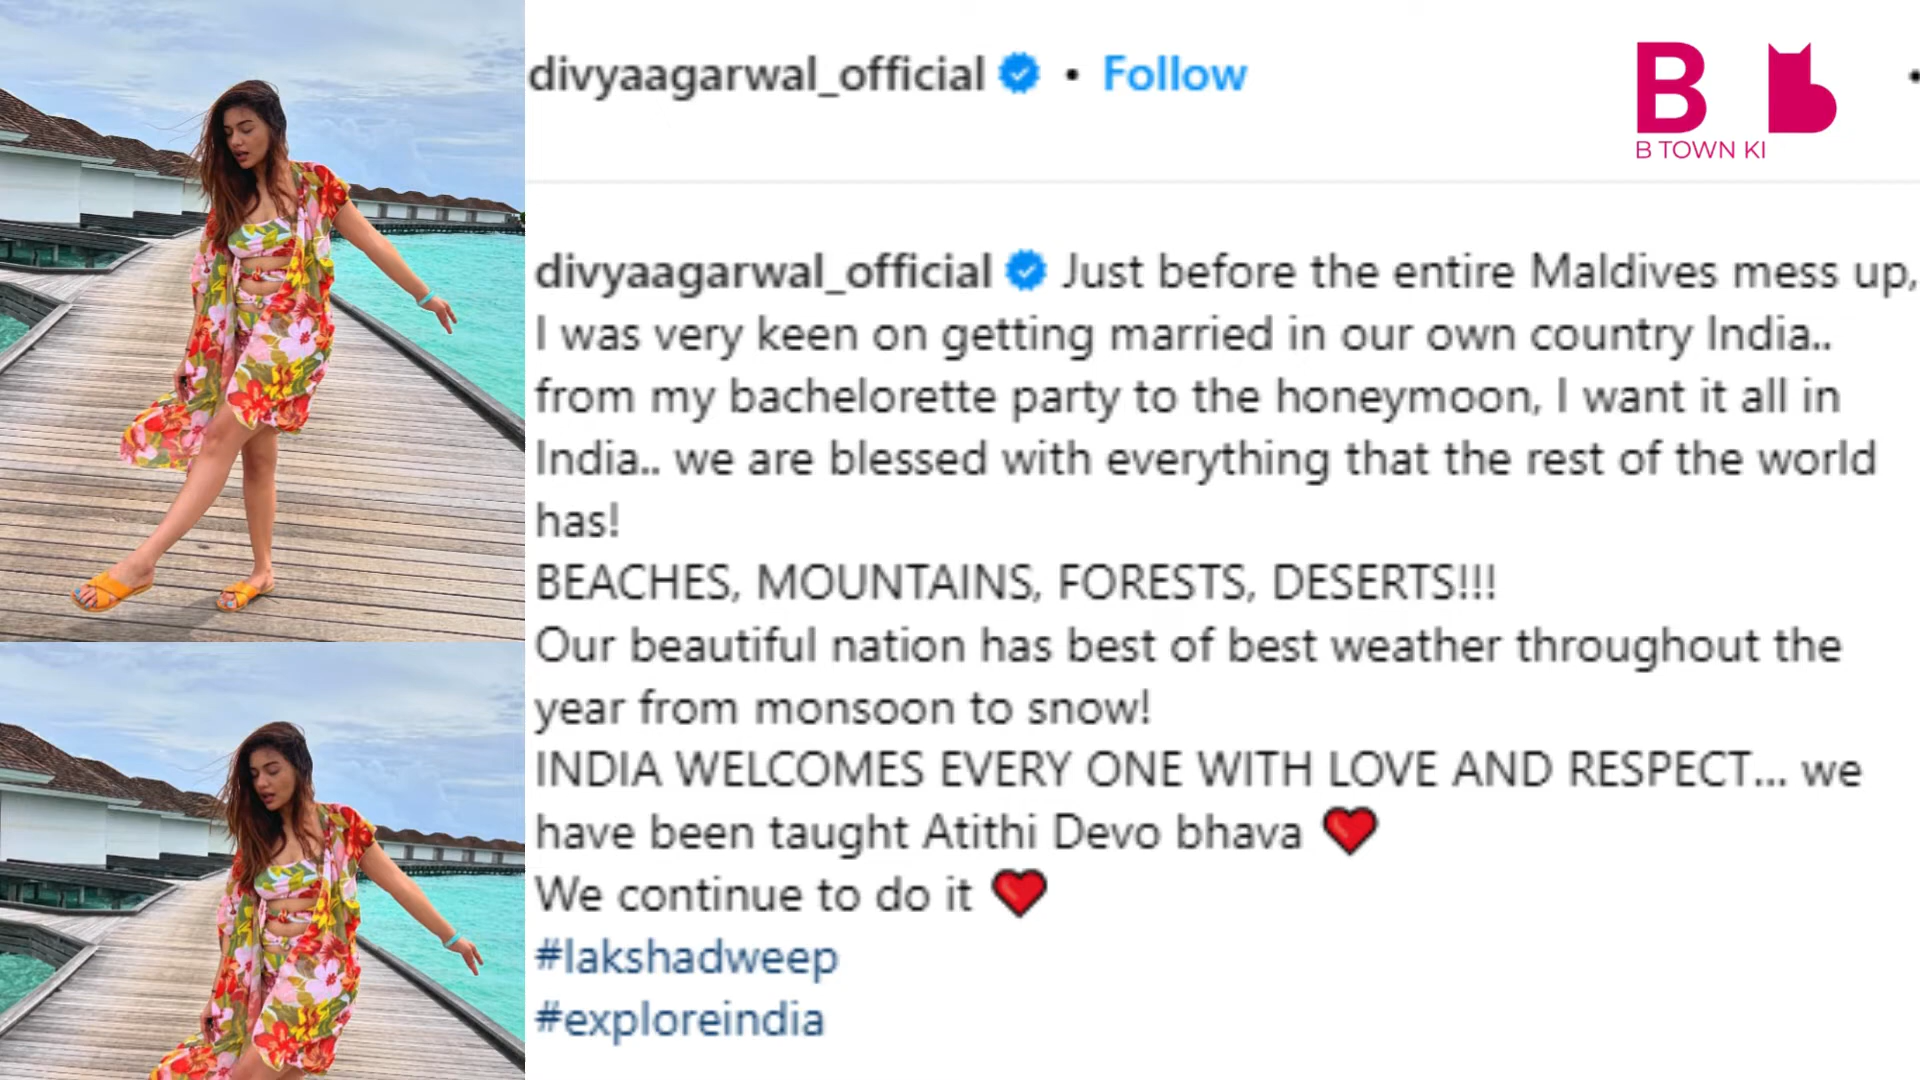 divyaagarwal_official • Follow
B
B TOWN KI
divyaagarwal_official Just before the entire Maldives mess up,
I was very keen on getting married in our own country India..
from my bachelorette party to the honeymoon, I want it all in
India.. we are blessed with everything that the rest of the world
has!
BEACHES, MOUNTAINS, FORESTS, DESERTS!!!
Our beautiful nation has best of best weather throughout the
year from monsoon to snow!
INDIA WELCOMES EVERY ONE WITH LOVE AND RESPECT... we
have been taught Atithi Devo bhava ❤️
We continue to do it ❤️
#lakshadweep
#exploreindia